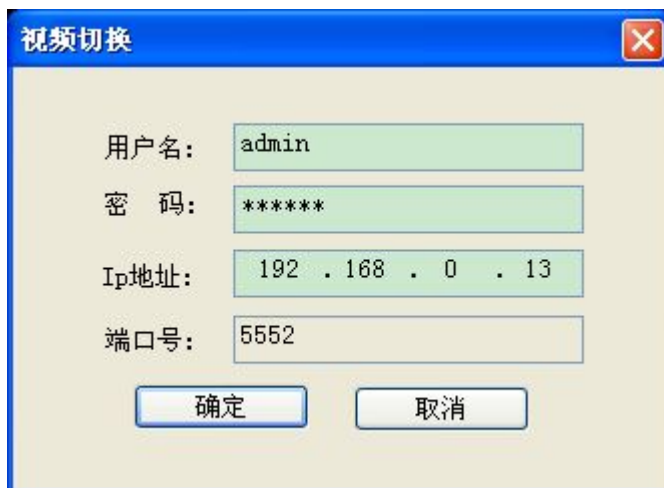 视频切换
用户名： admin
密 码： ******
Ip地址： 192 . 168 . 0 . 13
端口号： 5552
确定 取消